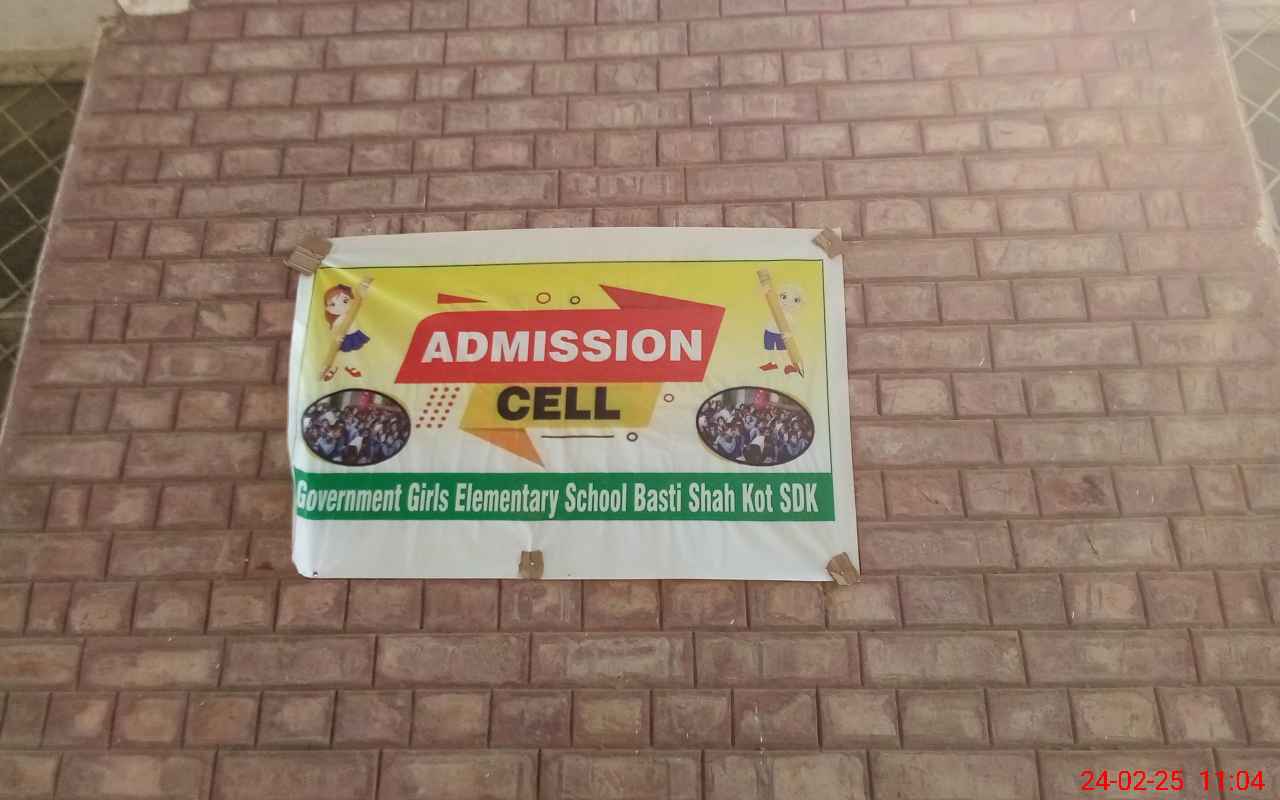 ADMISSION
CELL
Government Girls Elementary School Basti Shah Kot SDK
24-02-25 11:04